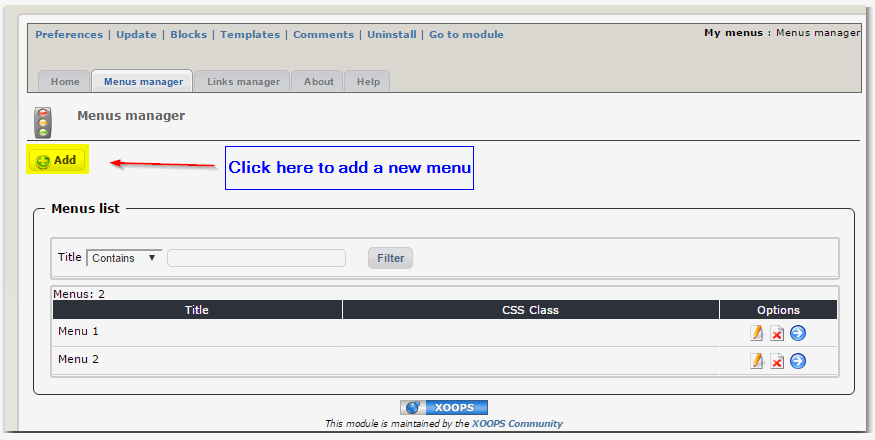 Preferences | Update | Blocks | Templates | Comments | Uninstall | Go to module
My menus : Menus manager
Home Menus manager Links manager About Help
Menus manager
Add
Click here to add a new menu
Menus list
Title Contains Filter
Menus: 2
Title CSS Class Options
Menu 1
Menu 2
XOOPS
This module is maintained by the XOOPS Community